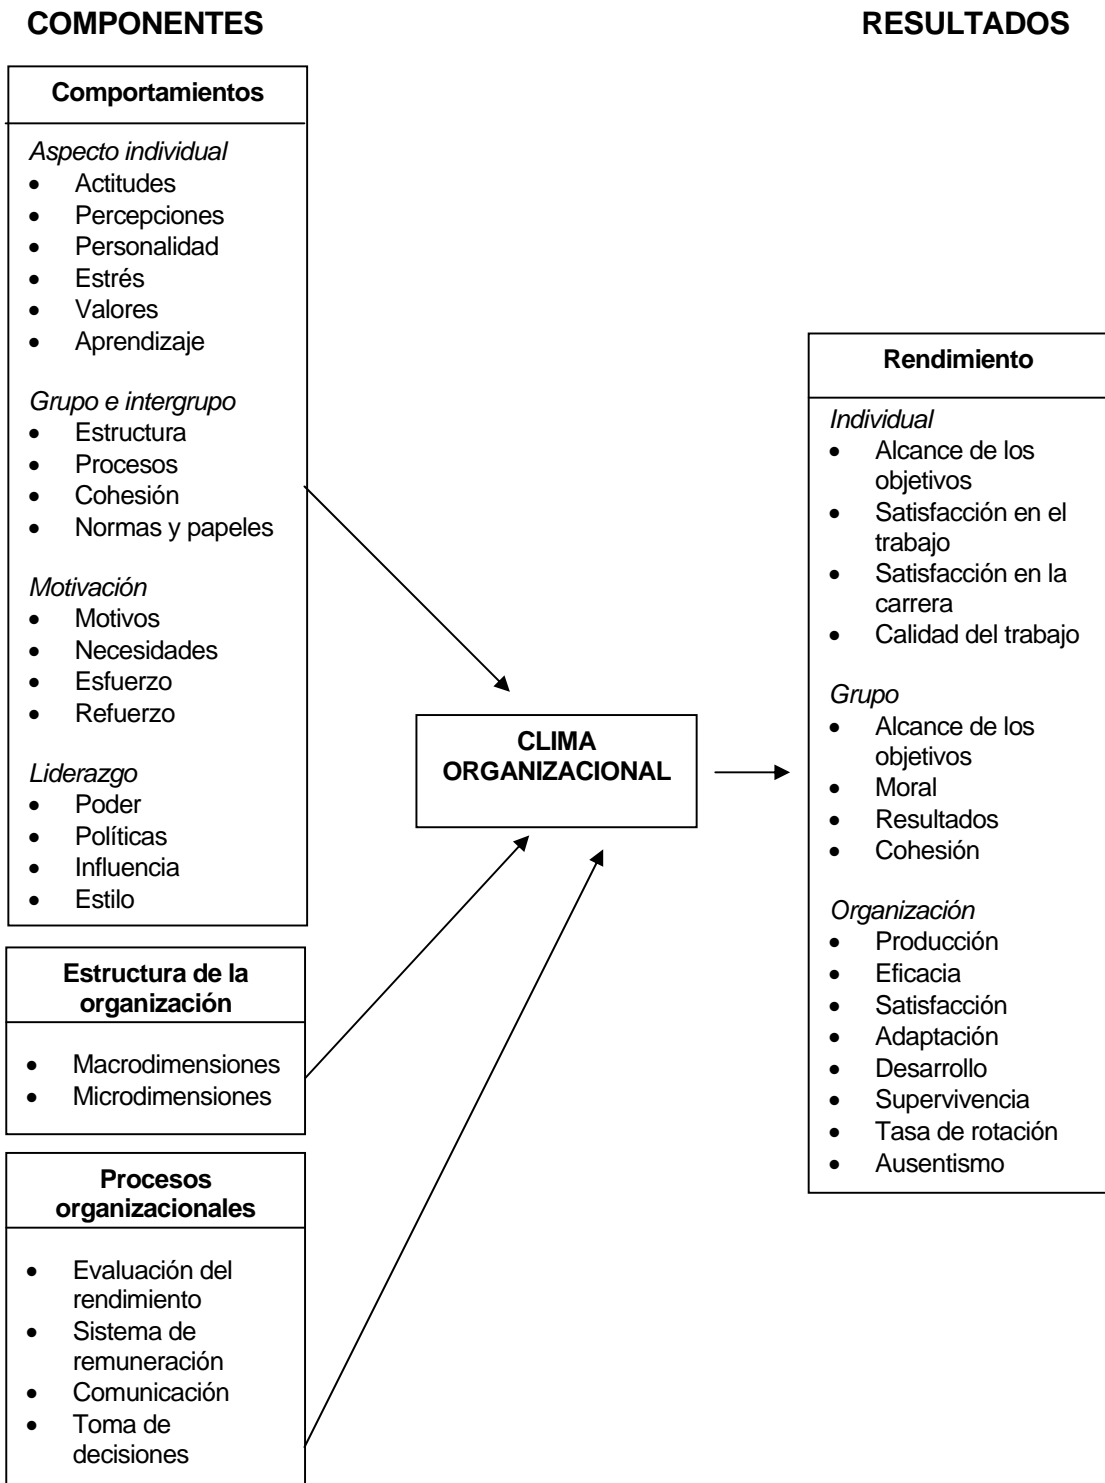 COMPONENTES
RESULTADOS
Comportamientos
Aspecto individual
• Actitudes
• Percepciones
• Personalidad
• Estrés
• Valores
• Aprendizaje
Grupo e intergrupo
• Estructura
• Procesos
• Cohesión
• Normas y papeles
Motivación
• Motivos
• Necesidades
• Esfuerzo
• Refuerzo
Liderazgo
• Poder
• Políticas
• Influencia
• Estilo
Estructura de la
organización
• Macrodimensiones
• Microdimensiones
Procesos
organizacionales
• Evaluación del
rendimiento
• Sistema de
remuneración
• Comunicación
• Toma de
decisiones
CLIMA
ORGANIZACIONAL
Rendimiento
Individual
• Alcance de los
objetivos
• Satisfacción en el
trabajo
• Satisfacción en la
carrera
• Calidad del trabajo
Grupo
• Alcance de los
objetivos
• Moral
• Resultados
• Cohesión
Organización
• Producción
• Eficacia
• Satisfacción
• Adaptación
• Desarrollo
• Supervivencia
• Tasa de rotación
• Ausentismo